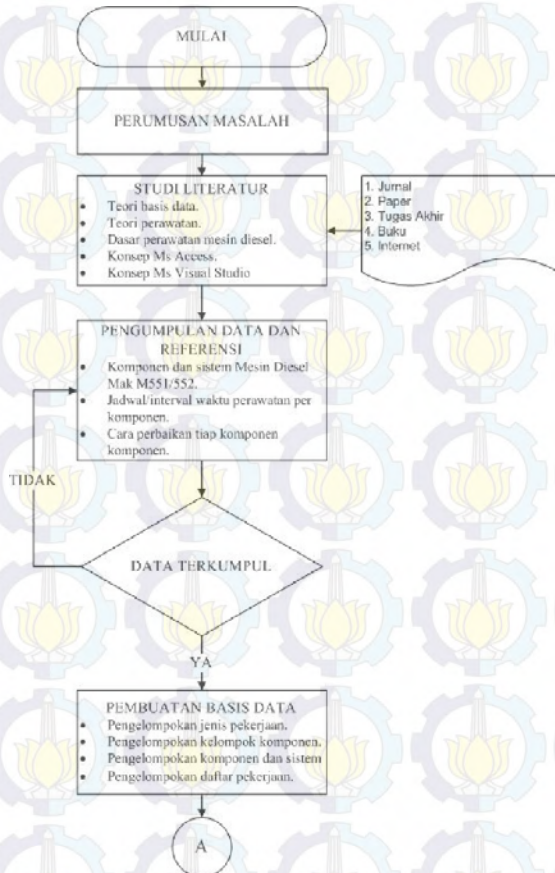 MULAI
PERUMUSAN MASALAH
STUDI LITERATUR
• Teori basis data.
• Teori perawatan.
• Dasar perawatan mesin diesel.
• Konsep Ms Access.
• Konsep Ms Visual Studio
1. Jurnal
2. Paper
3. Tugas Akhir
4. Buku
5. Internet
PENGUMPULAN DATA DAN
REFERENSI
• Komponen dan sistem Mesin Diesel
Mak M551/552.
• Jadwal/interval waktu perawatan per
komponen.
• Cara perbaikan tiap komponen
komponen.
TIDAK
DATA TERKUMPUL
YA
PEMBUATAN BASIS DATA
• Pengelompokan jenis pekerjaan.
• Pengelompokan kelompok komponen.
• Pengelompokan komponen dan sistem
• Pengelompokan daftar pekerjaan.
A